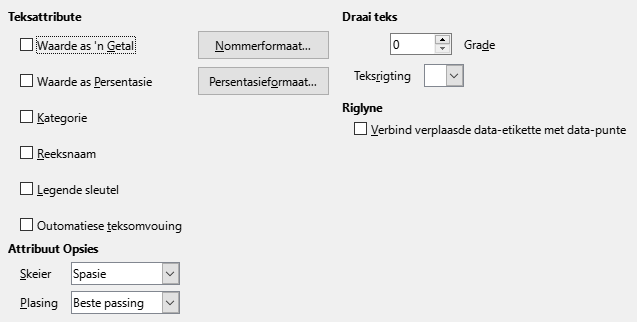 Teksattribute
Waarde as 'n Getal
Nommerformaat...
Waarde as Persentasie
Persentasieformaat...
Kategorie
Reeksnaam
Legende sleutel
Outomatiese teksomvouing
Attribuut Opsies
Skeier
Spasie
Plasing
Beste passing
Draai teks
0
Grade
Teksrigting
Riglyne
Verbind verplaasde data-etikette met data-punte